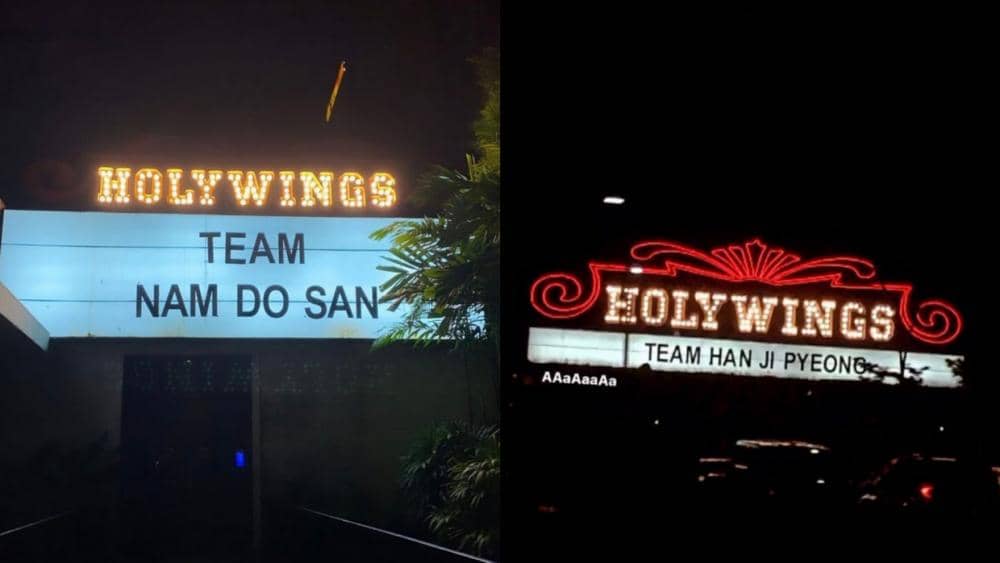 HOLYWINGS
TEAM
NAM DO SAN
HOLYWINGS
TEAM HAN JI PYEONG
AAaAaaAa